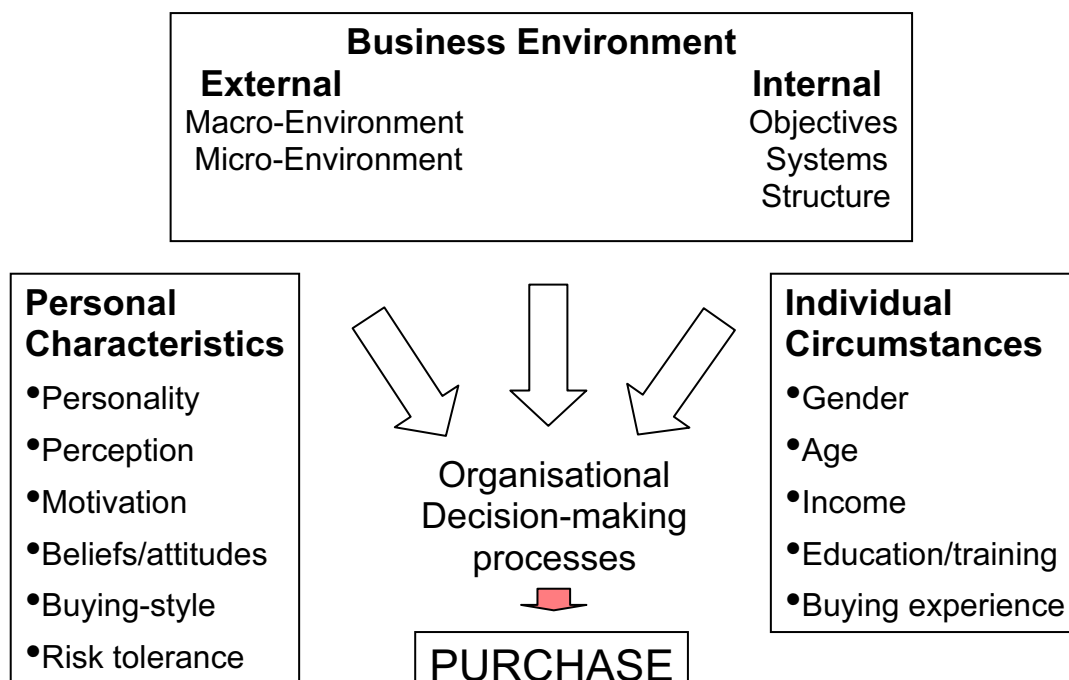 Business Environment
External
Macro-Environment
Micro-Environment
Internal
Objectives
Systems
Structure
Personal
Characteristics
•Personality
•Perception
•Motivation
•Beliefs/attitudes
•Buying-style
•Risk tolerance
Organisational
Decision-making
processes
PURCHASE
Individual
Circumstances
•Gender
•Age
•Income
•Education/training
•Buying experience